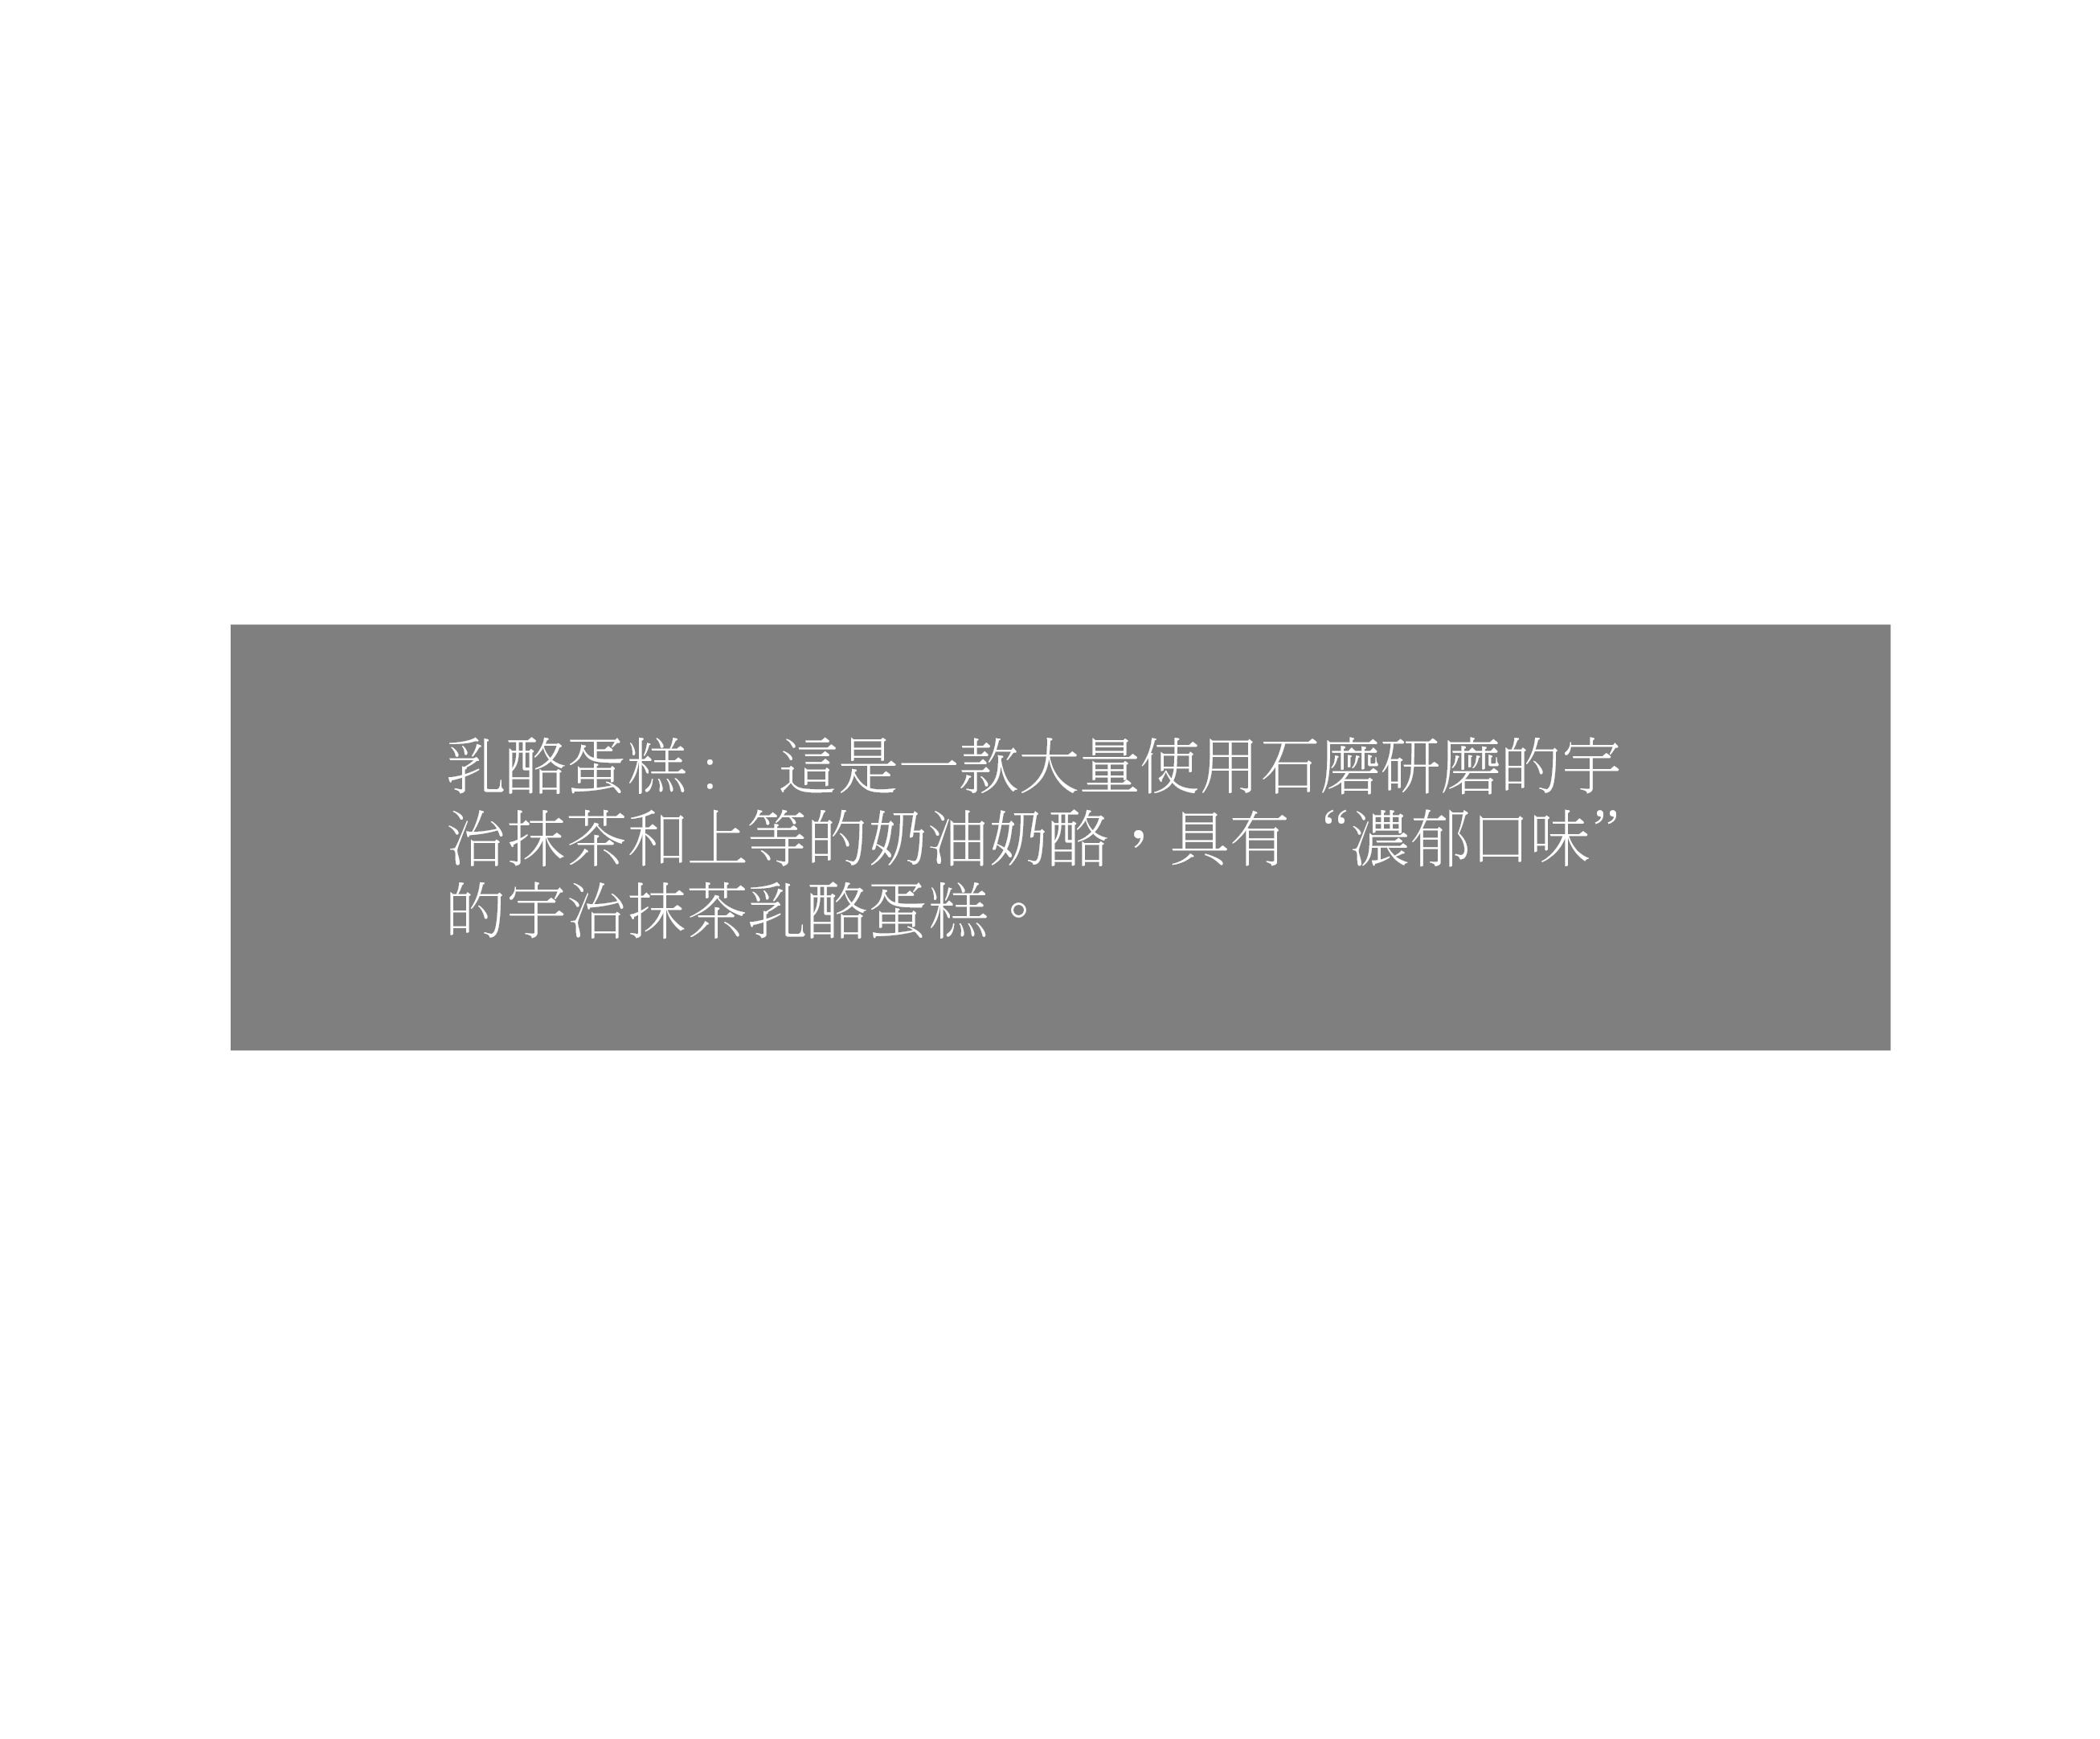 乳酪蛋糕：這是一款大量使用石磨研磨的宇
治抹茶和上等的奶油奶酪，具有“濃郁口味”
的宇治抹茶乳酪蛋糕。